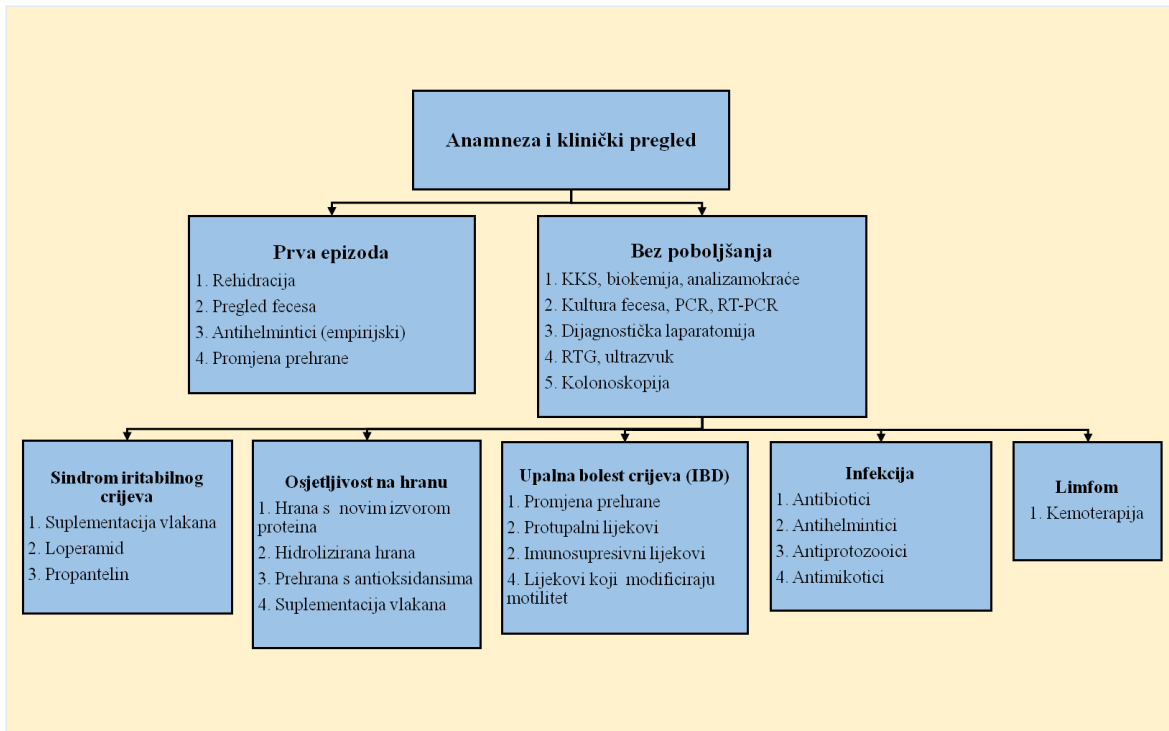 Anamneza i klinički pregled
Prva epizoda
1. Rehidracija
2. Pregled fecesa
3. Antihelmintici (empirijski)
4. Promjena prehrane
Bez poboljšanja
1. KKS, biokemija, analizamokraće
2. Kultura fecesa, PCR, RT-PCR
3. Dijagnostička laparatomija
4. RTG, ultrazvuk
5. Kolonoskopija
Sindrom iritabilnog
crijeva
1. Suplementacija vlakana
2. Loperamid
3. Propantelin
Osjetljivost na hranu
1. Hrana s novim izvorom
proteina
2. Hidrolizirana hrana
3. Prehrana s antioksidansima
4. Suplementacija vlakana
Upalna bolest crijeva (IBD)
1. Promjena prehrane
2. Protupalni lijekovi
2. Imunosupresivni lijekovi
4. Lijekovi koji modificiraju
motilitet
Infekcija
1. Antibiotici
2. Antihelmintici
3. Antiprotozooici
4. Antimikotici
Limfom
1. Kemoterapija